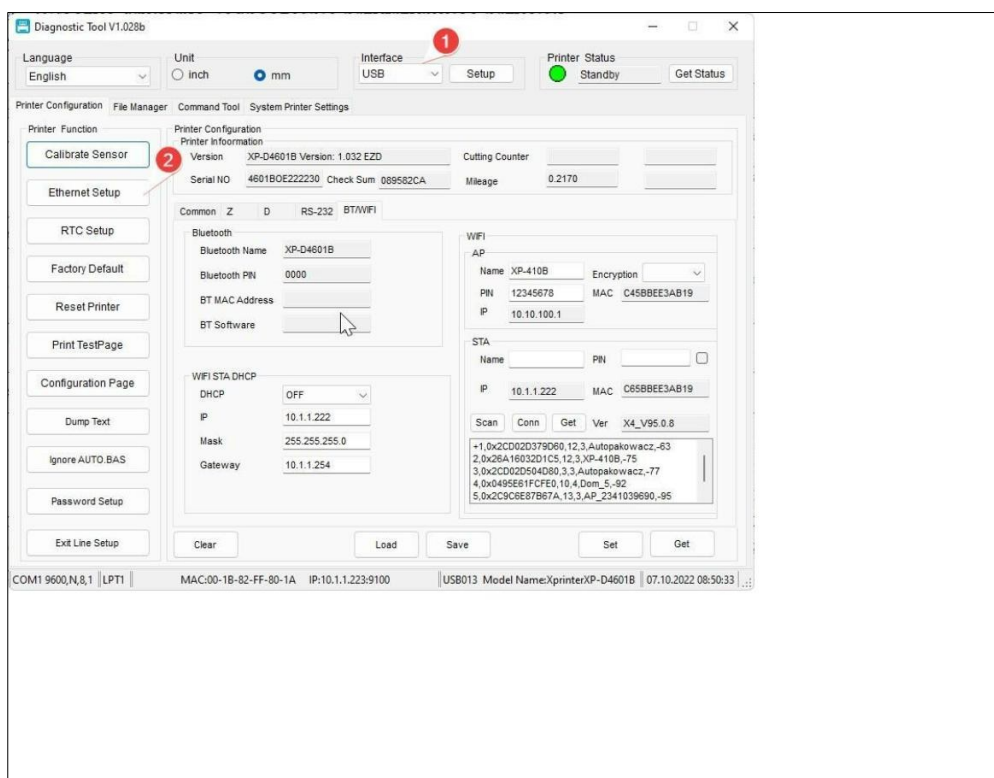 Diagnostic Tool V1.028b
1
Language
Unit
Interface
Printer Status
English
inch
mm
USB
Setup
Standby
Get Status
Printer Configuration File Manager Command Tool System Printer Settings
Printer Function
Printer Configuration
Printer Infoormation
Calibrate Sensor
2
Version XP-D4601B Version: 1.032 EZD Cutting Counter
Serial NO 4601BOE222230 Check Sum 089582CA Mileage 0.2170
Ethernet Setup
RTC Setup
Factory Default
Reset Printer
Print TestPage
Configuration Page
Dump Text
Ignore AUTO.BAS
Password Setup
Exit Line Setup
Common Z D RS-232 BT/WIFI
Bluetooth
Bluetooth Name XP-D4601B
Bluetooth PIN 0000
BT MAC Address
BT Software
WIFI STA DHCP
DHCP OFF
IP 10.1.1.222
Mask 255.255.255.0
Gateway 10.1.1.254
WIFI
AP
Name XP-410B Encryption
PIN 12345678 MAC C45BBEE3AB19
IP 10.10.100.1
STA
Name PIN
IP 10.1.1.222 MAC C65BBEE3AB19
Scan Conn Get Ver X4_V95.0.8
+1,0x2CD02D379D60,12,3,Autopakowacz,-63
2,0x26A16032D1C5,12,3,XP-410B,-75
3,0x2CD02D504D80,3,3,Autopakowacz,-77
4,0x0495E61FCFE0,10,4,Dom_5,-92
5,0x2C9C6E87B67A,13,3,AP_2341039690,-95
Clear Load Save Set Get
COM1 9600,N,8,1 LPT1 MAC:00-1B-82-FF-80-1A IP:10.1.1.223:9100 USB013 Model Name:XprinterXP-D4601B 07.10.2022 08:50:33